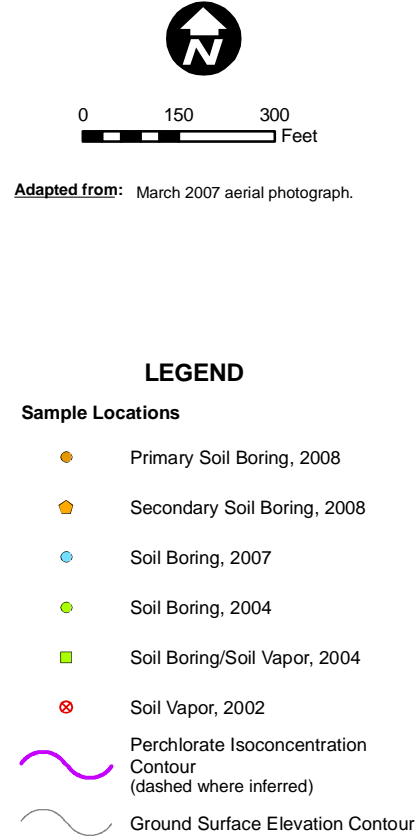 N
0 150 300
Feet
Adapted from: March 2007 aerial photograph.
LEGEND
Sample Locations
Primary Soil Boring, 2008
Secondary Soil Boring, 2008
Soil Boring, 2007
Soil Boring, 2004
Soil Boring/Soil Vapor, 2004
Soil Vapor, 2002
Perchlorate Isoconcentration
Contour
(dashed where inferred)
Ground Surface Elevation Contour